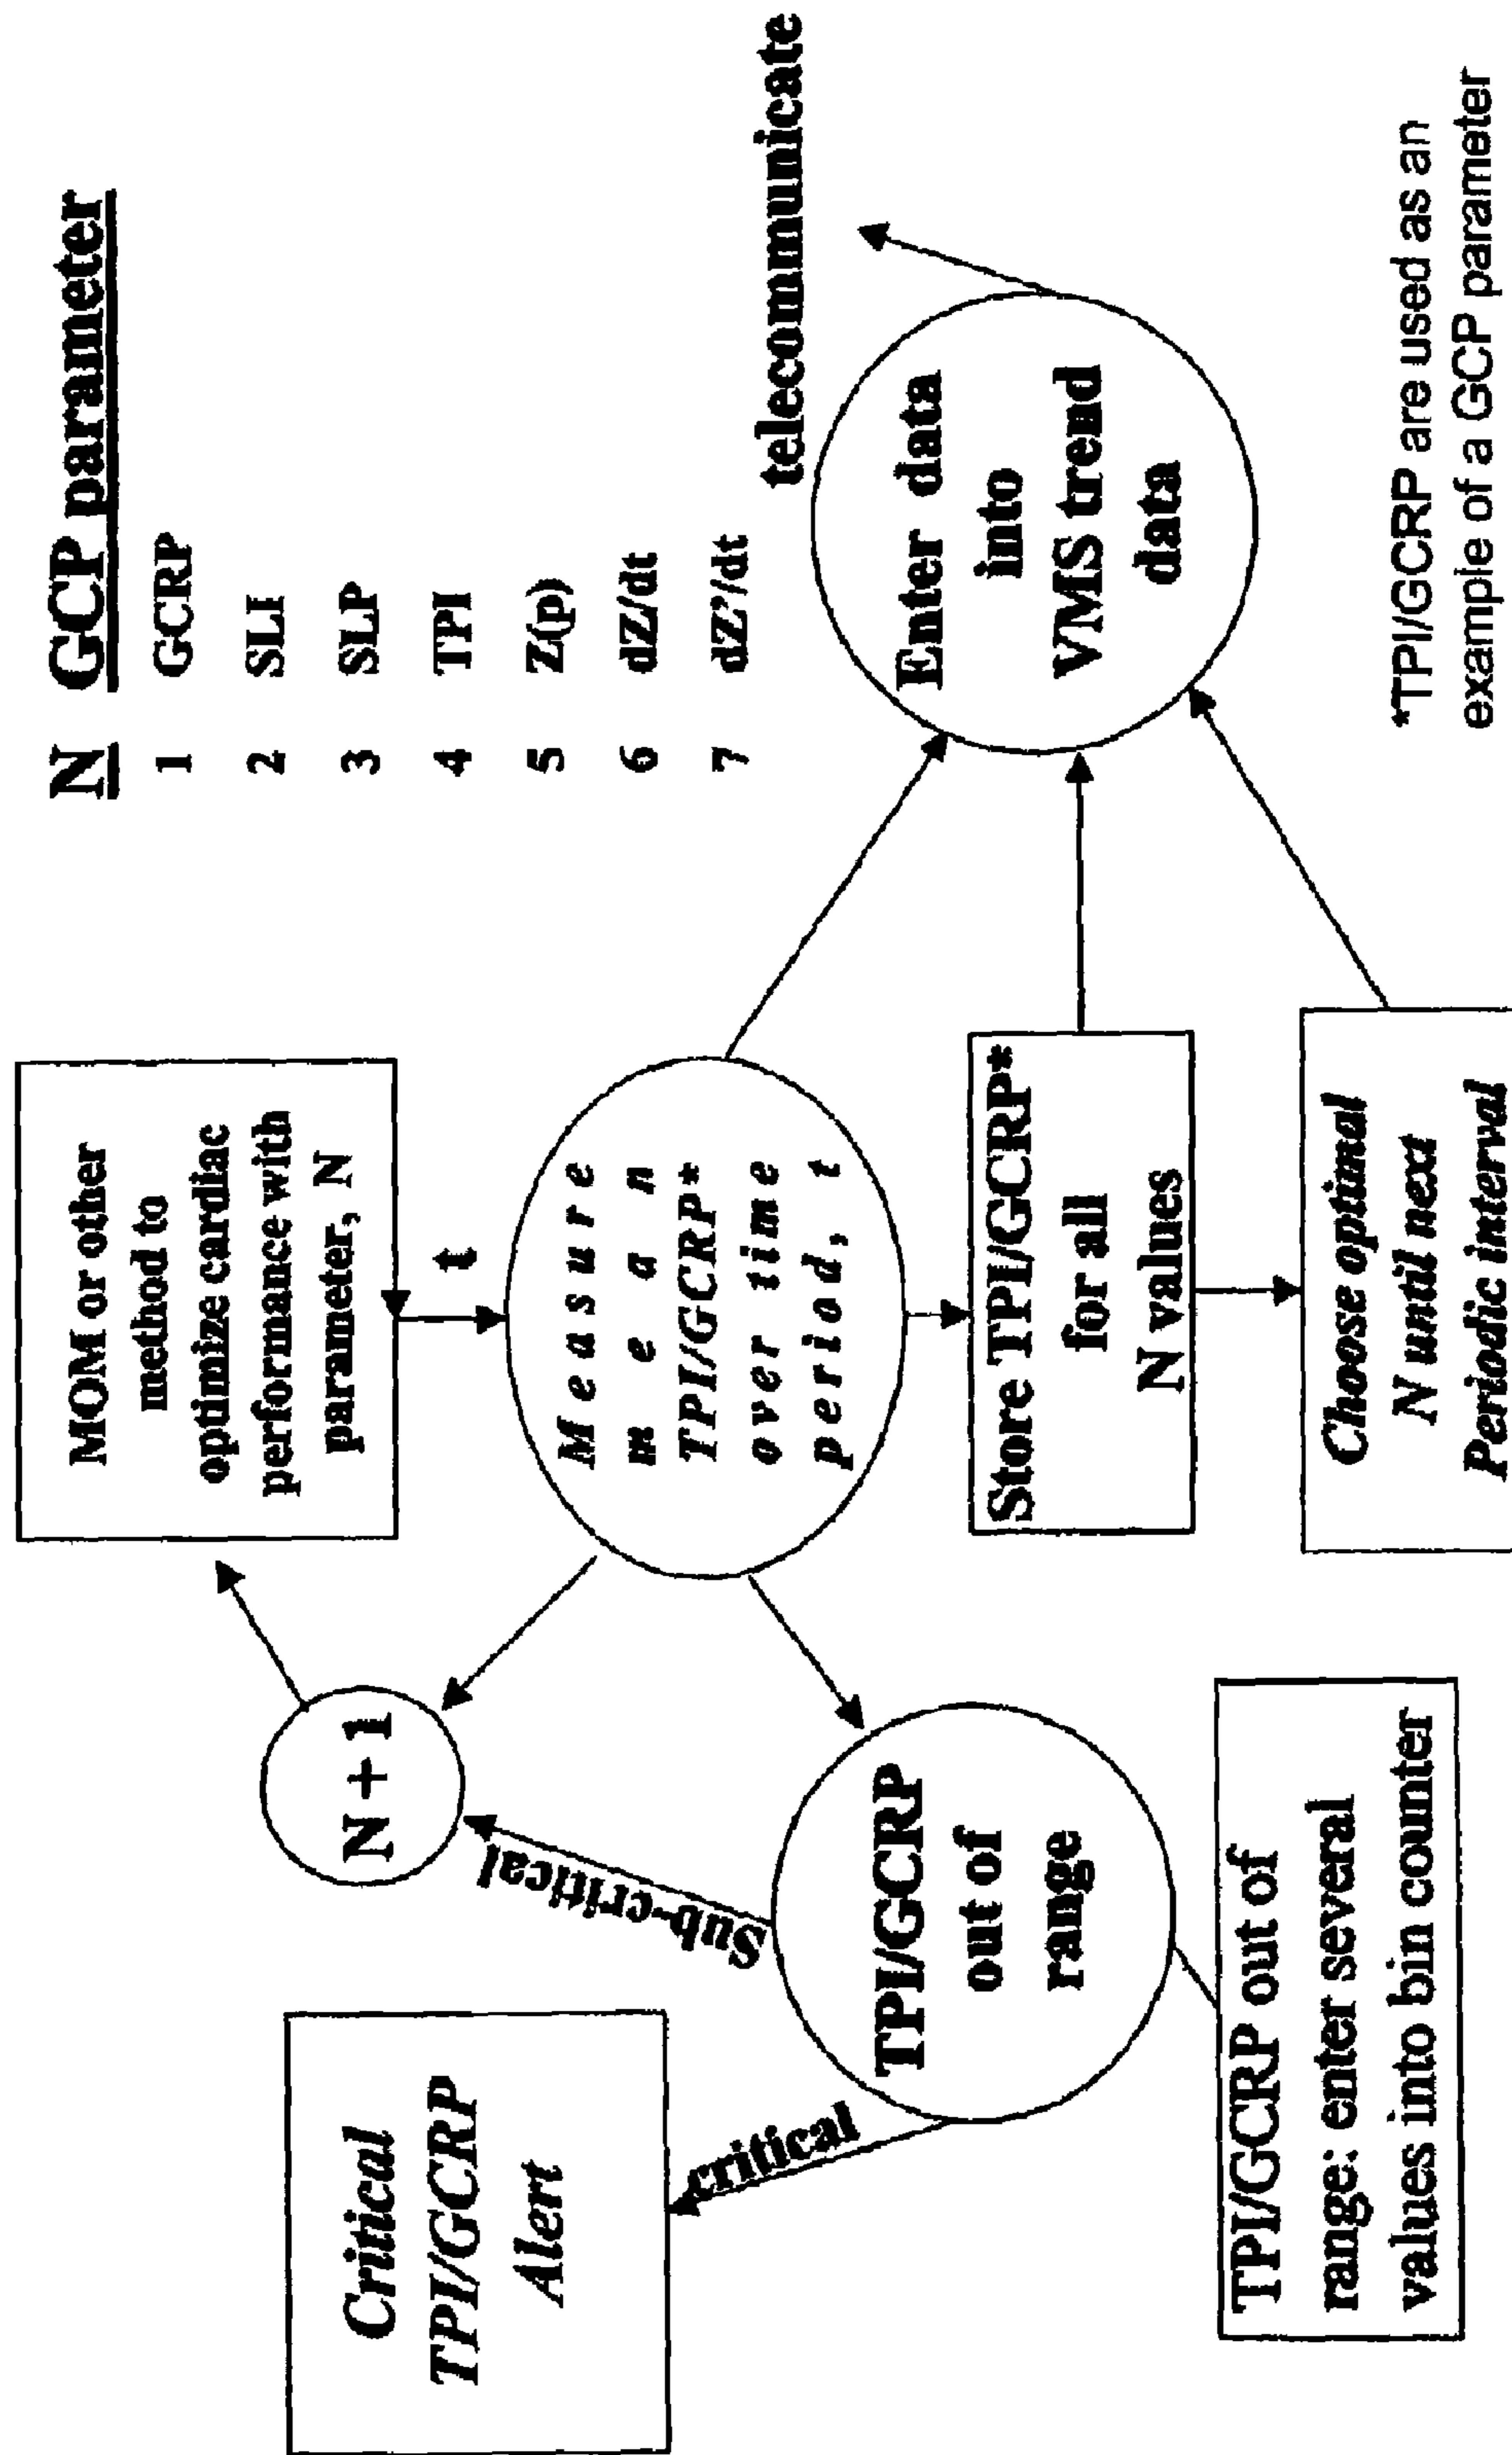 N GCP parameter
1 GCRP
2 SLI
3 SLP
4 TPI
5 Z(p)
6 dZ/dt
7 dZ'/dt
MOM or other
method to
optimize cardiac
performance with
parameter, N
t
N + 1
Measure
mean
TPI/GCRP*
over time
period, t
telecommunicate
Enter data
into
VMS trend
data
Critical
TPI/GCRP
Alert
critical
Sub-critical
TPI/GCRP
out of
range
Store TPI/GCRP*
for all
N values
TPI/GCRP out of
range: enter several
values into bin counter
Choose optimal
N until next
Periodic interval
*TPI/GCRP are used as an
example of a GCP parameter